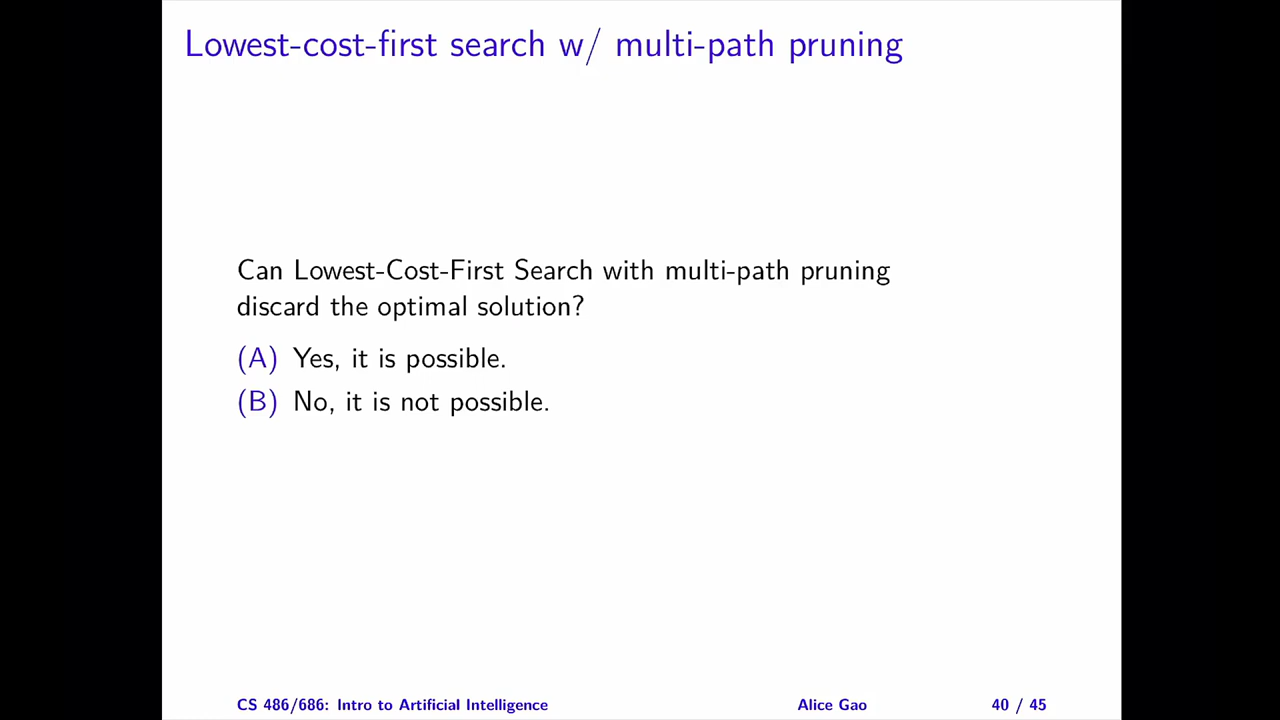 Lowest-cost-first search w/ multi-path pruning
Can Lowest-Cost-First Search with multi-path pruning
discard the optimal solution?
(A) Yes, it is possible.
(B) No, it is not possible.
CS 486/686: Intro to Artificial Intelligence Alice Gao 40 / 45